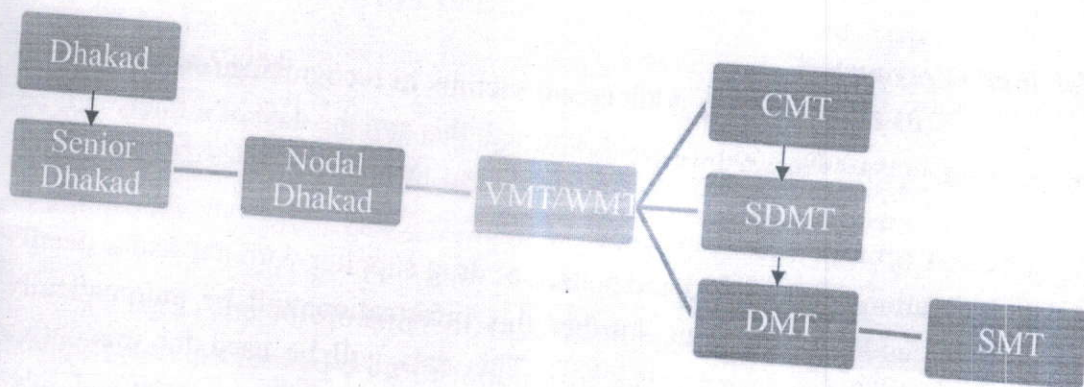 Dhakad
Senior
Dhakad
Nodal
Dhakad
VMT/WMT
CMT
SDMT
DMT
SMT